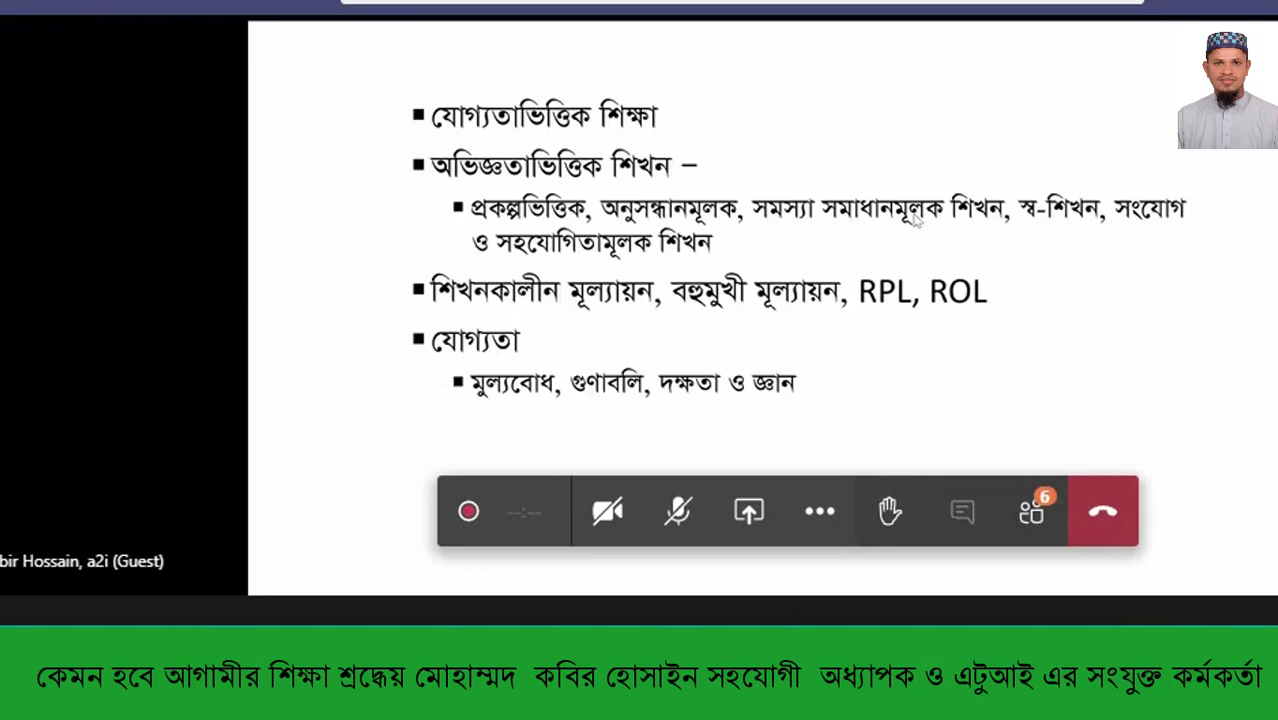 যোগ্যতাভিত্তিক শিক্ষা
অভিজ্ঞতাভিত্তিক শিখন –
প্রকল্পভিত্তিক, অনুসন্ধানমূলক, সমস্যা সমাধানমূলক শিখন, স্ব-শিখন, সংযোগ
ও সহযোগিতামূলক শিখন
শিখনকালীন মূল্যায়ন, বহুমুখী মূল্যায়ন, RPL, ROL
যোগ্যতা
মুল্যবোধ, গুণাবলি, দক্ষতা ও জ্ঞান
--:--
6
bir Hossain, a2i (Guest)
কেমন হবে আগামীর শিক্ষা শ্রদ্ধেয় মোহাম্মদ কবির হোসাইন সহযোগী অধ্যাপক ও এটুআই এর সংযুক্ত কর্মকর্তা